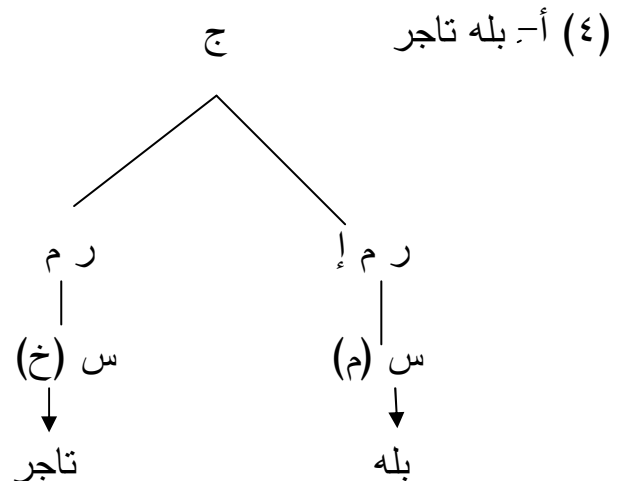 (٤) أ- بله تاجر
ج
ر م إ ر م
س (م) س (خ)
بله تاجر